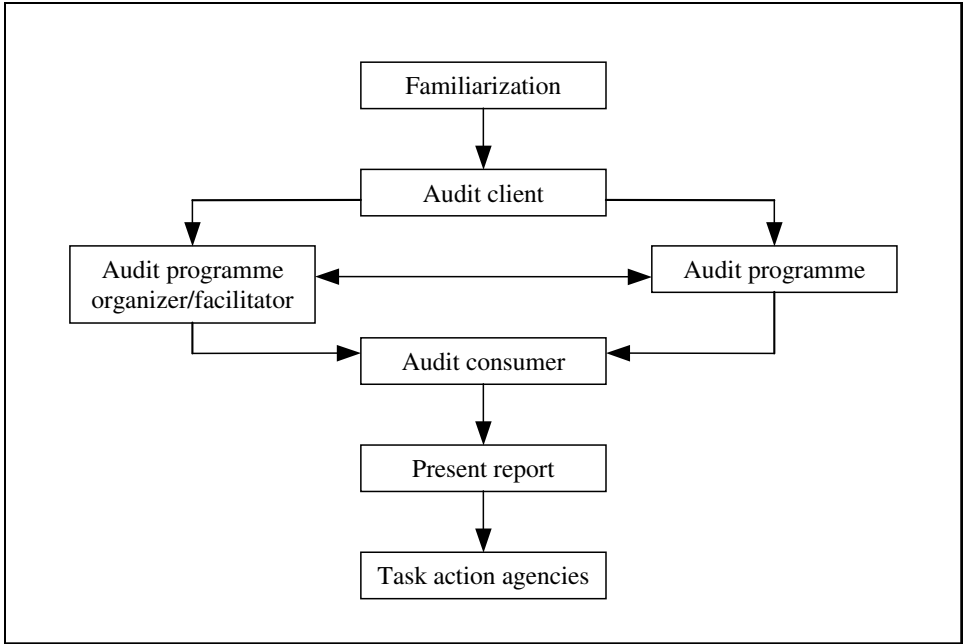 Familiarization
Audit client
Audit programme
organizer/facilitator
Audit programme
Audit consumer
Present report
Task action agencies